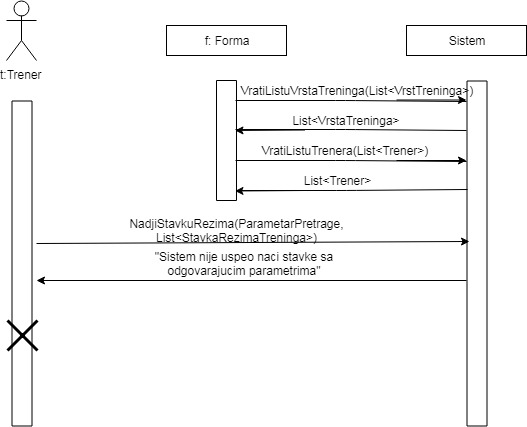 f: Forma
Sistem
t:Trener
VratiListuVrstaTreninga(List<VrstTreninga>)
List<VrstaTreninga>
VratiListuTrenera(List<Trener>)
List<Trener>
NadjiStavkuRezima(ParametarPretrage,
List<StavkaRezimaTreninga>)
"Sistem nije uspeo naci stavke sa
odgovarajucim parametrima"